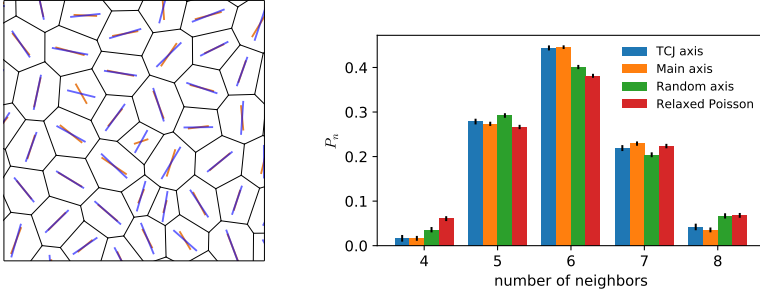 TCJ axis
Main axis
Random axis
Relaxed Poisson
P_n
0.4
0.3
0.2
0.1
0.0
4 5 6 7 8
number of neighbors